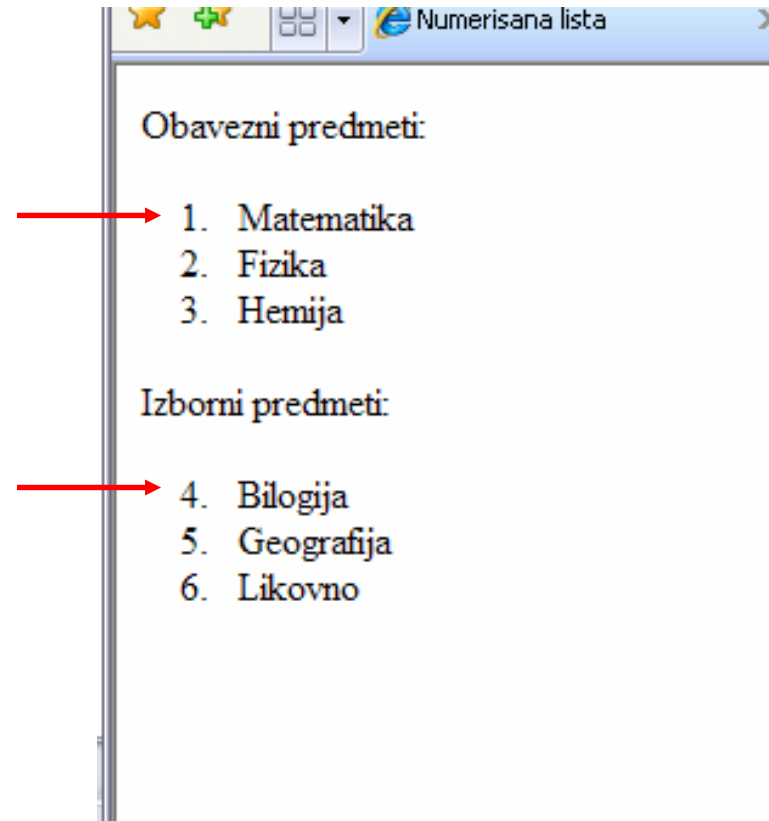 Numerisana lista
Obavezni predmeti:
1. Matematika
2. Fizika
3. Hemija
Izborni predmeti:
4. Bilogija
5. Geografija
6. Likovno